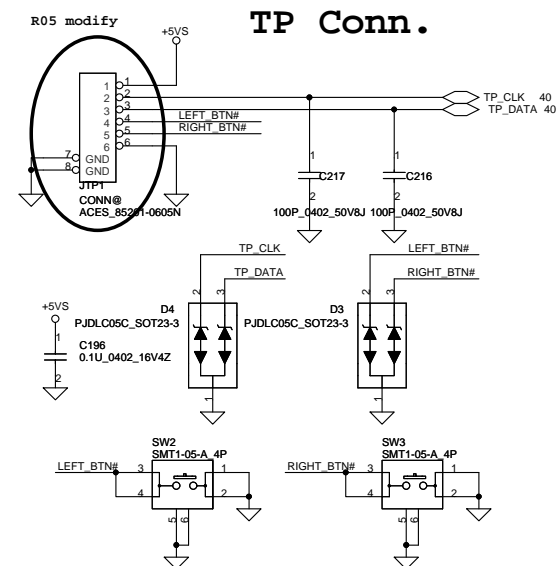 R05 modify
TP Conn.
+5VS
1 1
2 2
3 3
4 4
5 5
6 6
7 GND
8 GND
LEFT_BTN#
RIGHT_BTN#
TP_CLK 40
TP_DATA 40
JTP1
CONN@
ACES_85201-0605N
1
2
C217
100P_0402_50V8J
1
2
C216
100P_0402_50V8J
TP_CLK
TP_DATA
2
3
D4
PJDLC05C_SOT23-3
1
LEFT_BTN#
RIGHT_BTN#
2
3
D3
PJDLC05C_SOT23-3
1
+5VS
1
C196
0.1U_0402_16V4Z
2
SW2
SMT1-05-A_4P
LEFT_BTN#
3
1
4
2
5
6
SW3
SMT1-05-A_4P
RIGHT_BTN#
3
1
4
2
5
6